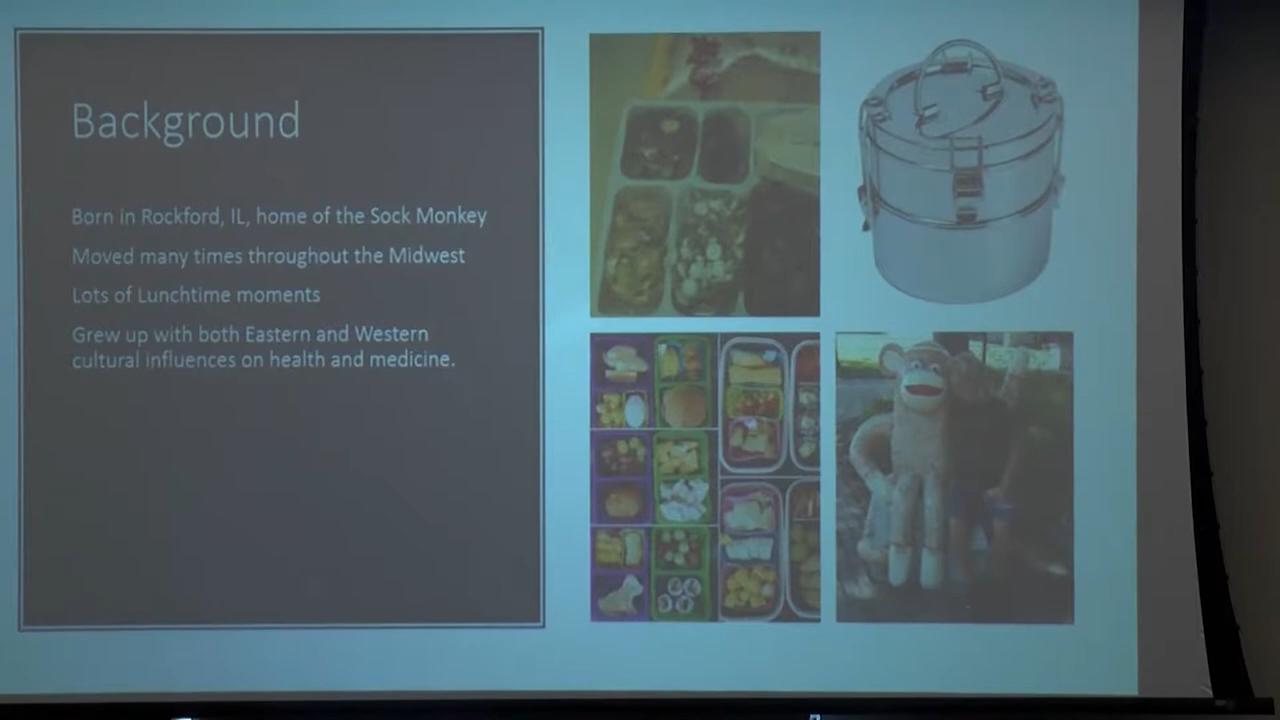 Background
Born in Rockford, IL, home of the Sock Monkey
Moved many times throughout the Midwest
Lots of Lunchtime moments
Grew up with both Eastern and Western
cultural influences on health and medicine.